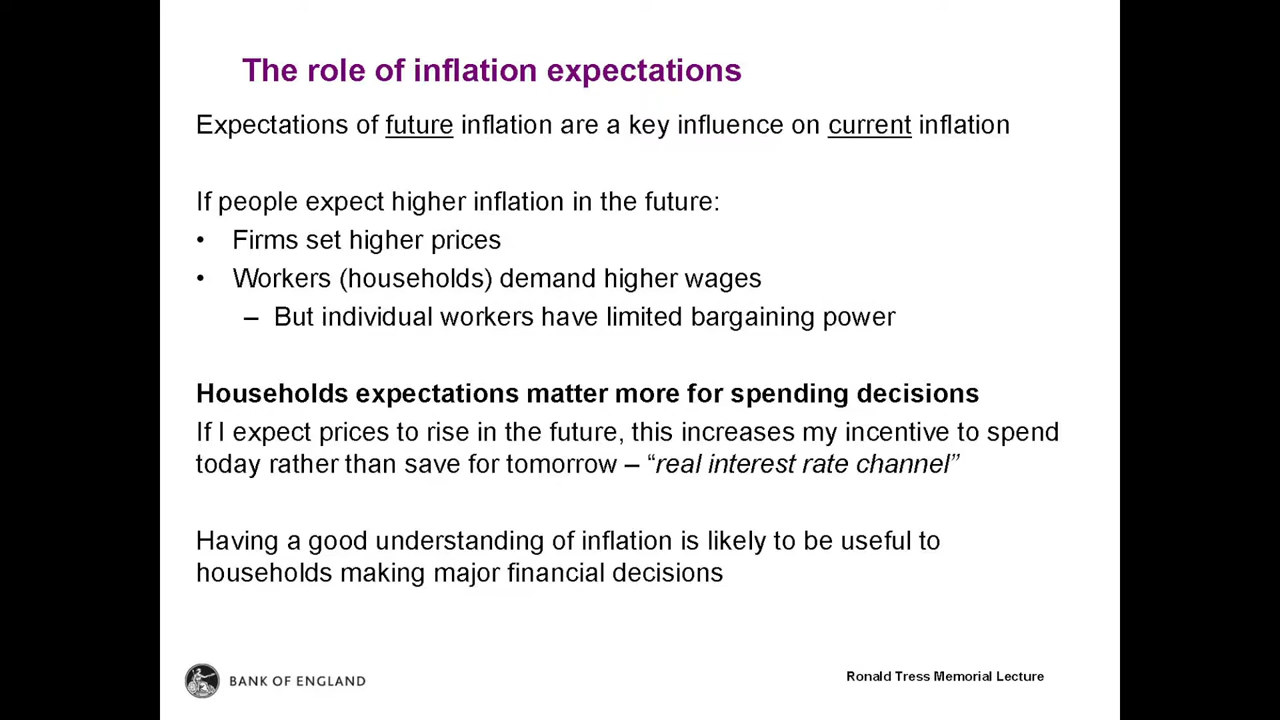 The role of inflation expectations
Expectations of future inflation are a key influence on current inflation
If people expect higher inflation in the future:
• Firms set higher prices
• Workers (households) demand higher wages
– But individual workers have limited bargaining power
Households expectations matter more for spending decisions
If I expect prices to rise in the future, this increases my incentive to spend
today rather than save for tomorrow – “real interest rate channel”
Having a good understanding of inflation is likely to be useful to
households making major financial decisions
BANK OF ENGLAND
Ronald Tress Memorial Lecture